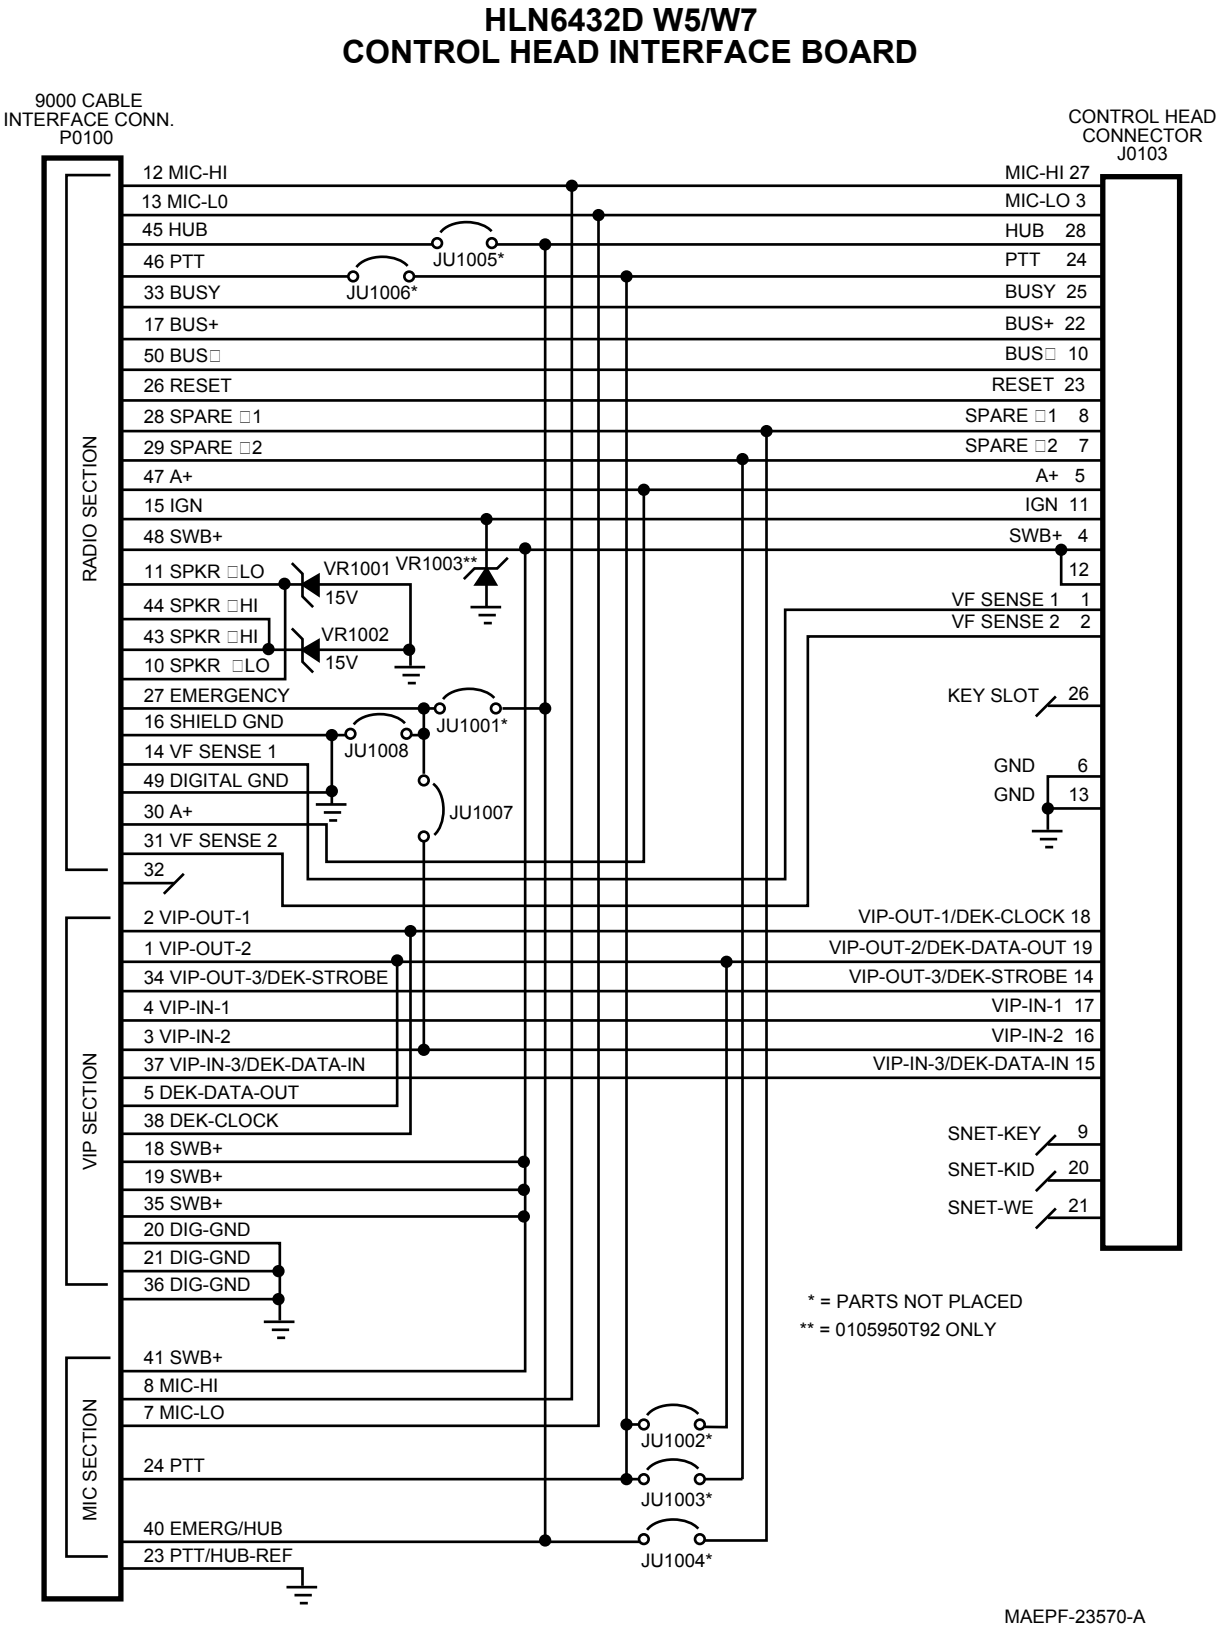 HLN6432D W5/W7
CONTROL HEAD INTERFACE BOARD
9000 CABLE
INTERFACE CONN.
P0100
CONTROL HEAD
CONNECTOR
J0103
RADIO SECTION
12 MIC-HI
MIC-HI 27
13 MIC-L0
MIC-LO 3
45 HUB
JU1005*
HUB 28
46 PTT
JU1006*
PTT 24
33 BUSY
BUSY 25
17 BUS+
BUS+ 22
50 BUS□
BUS□ 10
26 RESET
RESET 23
28 SPARE □1
SPARE □1 8
29 SPARE □2
SPARE □2 7
47 A+
A+ 5
15 IGN
IGN 11
48 SWB+
SWB+ 4
11 SPKR □LO
VR1001
15V
VR1003**
12
44 SPKR □HI
VF SENSE 1 1
43 SPKR □HI
VR1002
15V
VF SENSE 2 2
10 SPKR □LO
27 EMERGENCY
JU1001*
KEY SLOT 26
16 SHIELD GND
JU1008
14 VF SENSE 1
GND 6
49 DIGITAL GND
GND 13
30 A+
JU1007
31 VF SENSE 2
32
VIP SECTION
2 VIP-OUT-1
VIP-OUT-1/DEK-CLOCK 18
1 VIP-OUT-2
VIP-OUT-2/DEK-DATA-OUT 19
34 VIP-OUT-3/DEK-STROBE
VIP-OUT-3/DEK-STROBE 14
4 VIP-IN-1
VIP-IN-1 17
3 VIP-IN-2
VIP-IN-2 16
37 VIP-IN-3/DEK-DATA-IN
VIP-IN-3/DEK-DATA-IN 15
5 DEK-DATA-OUT
38 DEK-CLOCK
SNET-KEY 9
18 SWB+
19 SWB+
SNET-KID 20
35 SWB+
SNET-WE 21
20 DIG-GND
21 DIG-GND
36 DIG-GND
* = PARTS NOT PLACED
** = 0105950T92 ONLY
MIC SECTION
41 SWB+
8 MIC-HI
7 MIC-LO
JU1002*
24 PTT
JU1003*
40 EMERG/HUB
JU1004*
23 PTT/HUB-REF
MAEPF-23570-A